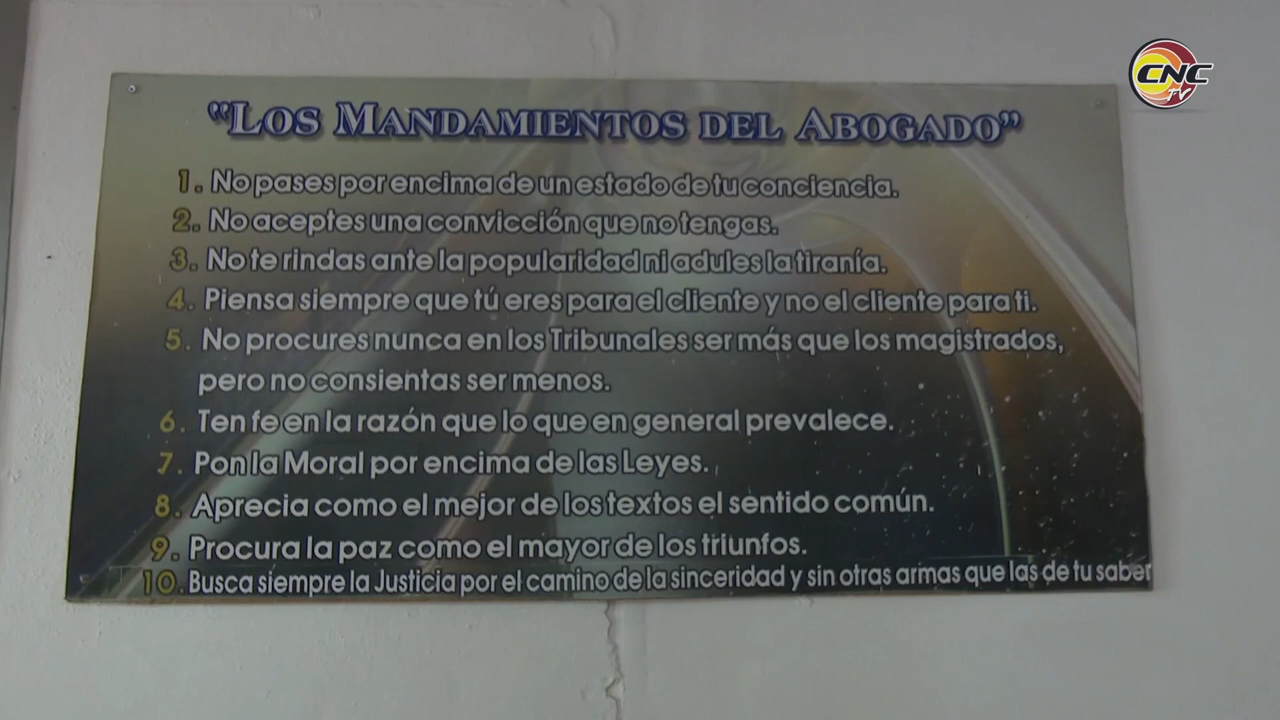 CNC
TV
"LOS MANDAMIENTOS DEL ABOGADO"
1. No pases por encima de un estado de tu conciencia.
2. No aceptes una convicción que no tengas.
3. No te rindas ante la popularidad ni adules la tiranía.
4. Piensa siempre que tú eres para el cliente y no el cliente para ti.
5. No procures nunca en los Tribunales ser más que los magistrados,
pero no consientas ser menos.
6. Ten fe en la razón que lo que en general prevalece.
7. Pon la Moral por encima de las Leyes.
8. Aprecia como el mejor de los textos el sentido común.
9. Procura la paz como el mayor de los triunfos.
10. Busca siempre la Justicia por el camino de la sinceridad y sin otras armas que las de tu saber